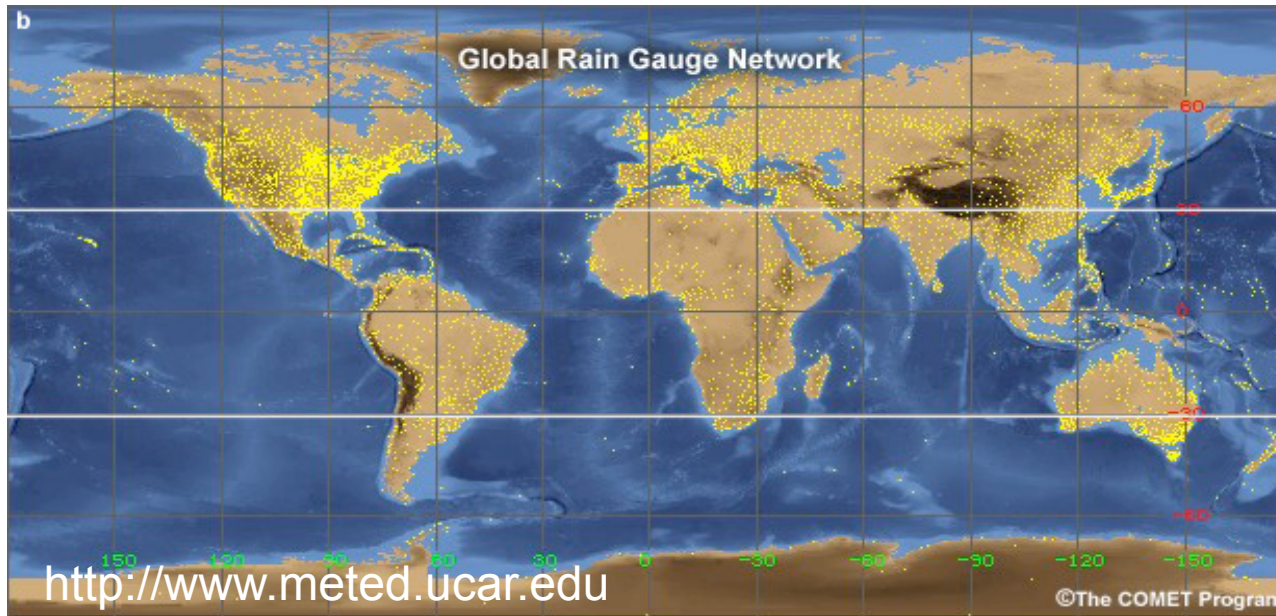 b
Global Rain Gauge Network
60
30
0
-30
-60
150 120 90 60 30 0 -30 -60 -90 -120 -150
http://www.meted.ucar.edu
©The COMET Program